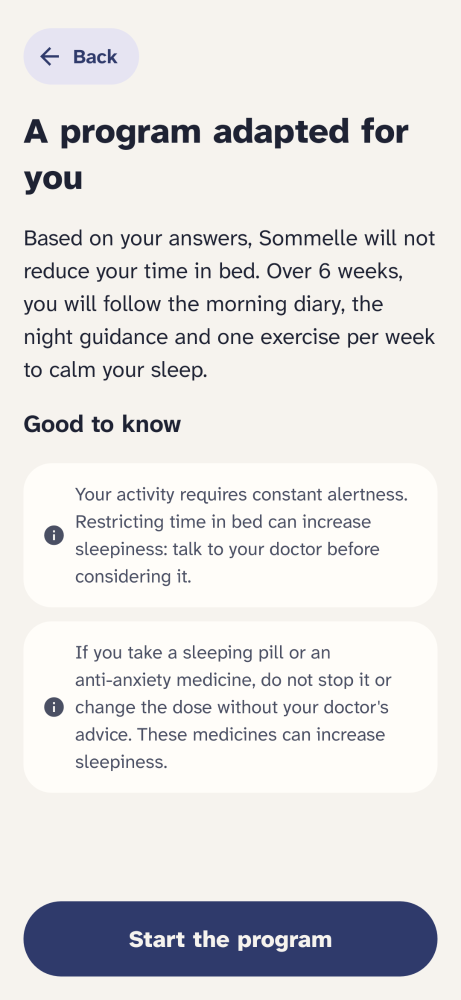 Back
A program adapted for
you
Based on your answers, Sommelle will not
reduce your time in bed. Over 6 weeks,
you will follow the morning diary, the
night guidance and one exercise per week
to calm your sleep.
Good to know
Your activity requires constant alertness.
Restricting time in bed can increase
sleepiness: talk to your doctor before
considering it.
If you take a sleeping pill or an
anti-anxiety medicine, do not stop it or
change the dose without your doctor's
advice. These medicines can increase
sleepiness.
Start the program